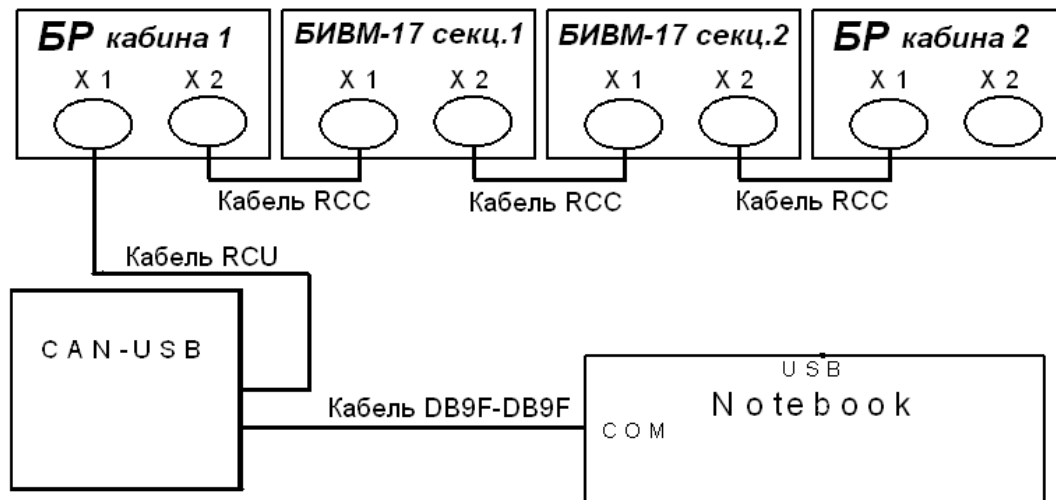 БР кабина 1
БИВМ-17 секц.1
БИВМ-17 секц.2
БР кабина 2
X 1
X 2
X 1
X 2
X 1
X 2
X 1
X 2
Кабель RCC
Кабель RCC
Кабель RCC
Кабель RCU
CAN-USB
USB
Notebook
Кабель DB9F-DB9F
COM